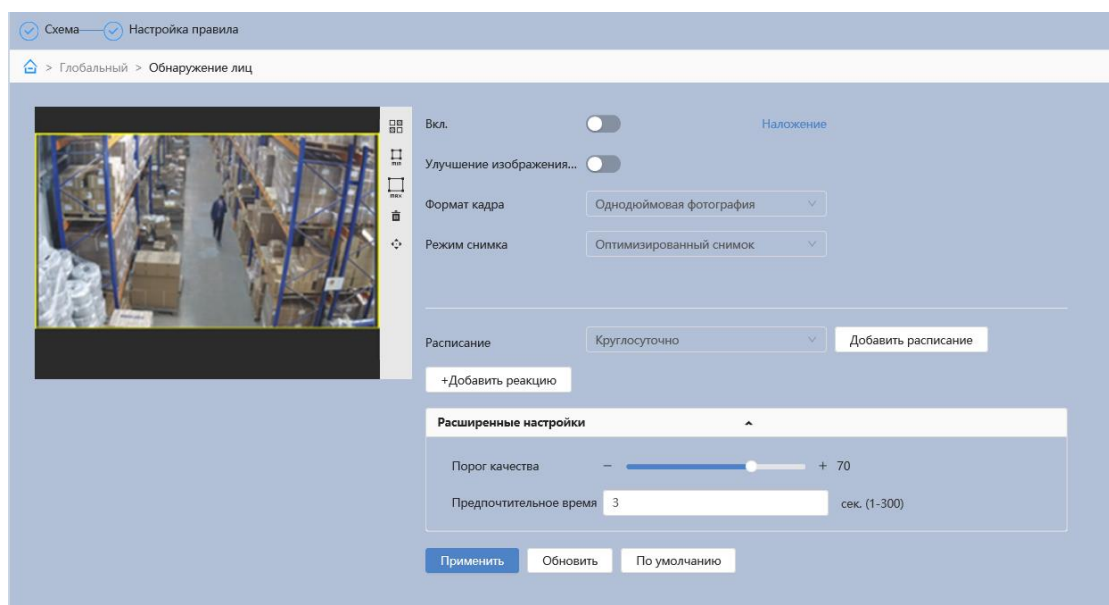 Схема Настройка правила
> Глобальный > Обнаружение лиц
Вкл. Наложение
min
Улучшение изображения...
max
Формат кадра Однодюймовая фотография
Режим снимка Оптимизированный снимок
Расписание Круглосуточно Добавить расписание
+Добавить реакцию
Расширенные настройки
Порог качества − + 70
Предпочтительное время 3 сек. (1-300)
Применить Обновить По умолчанию